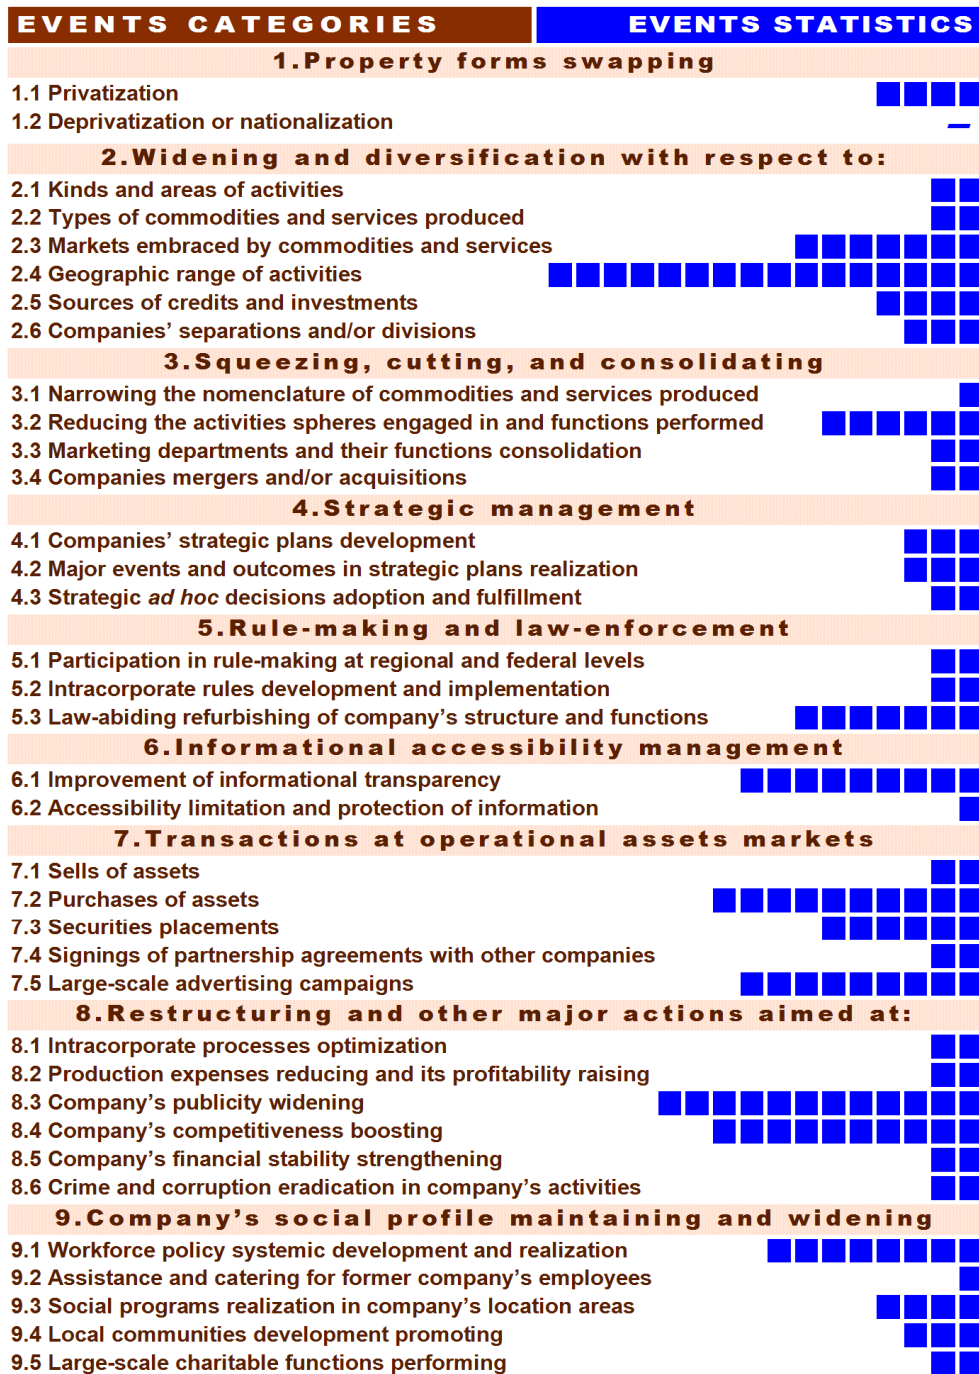 EVENTS CATEGORIES EVENTS STATISTICS
1.Property forms swapping
1.1 Privatization
1.2 Deprivatization or nationalization –
2.Widening and diversification with respect to:
2.1 Kinds and areas of activities
2.2 Types of commodities and services produced
2.3 Markets embraced by commodities and services
2.4 Geographic range of activities
2.5 Sources of credits and investments
2.6 Companies’ separations and/or divisions
3.Squeezing, cutting, and consolidating
3.1 Narrowing the nomenclature of commodities and services produced
3.2 Reducing the activities spheres engaged in and functions performed
3.3 Marketing departments and their functions consolidation
3.4 Companies mergers and/or acquisitions
4.Strategic management
4.1 Companies’ strategic plans development
4.2 Major events and outcomes in strategic plans realization
4.3 Strategic ad hoc decisions adoption and fulfillment
5.Rule-making and law-enforcement
5.1 Participation in rule-making at regional and federal levels
5.2 Intracorporate rules development and implementation
5.3 Law-abiding refurbishing of company’s structure and functions
6.Informational accessibility management
6.1 Improvement of informational transparency
6.2 Accessibility limitation and protection of information
7.Transactions at operational assets markets
7.1 Sells of assets
7.2 Purchases of assets
7.3 Securities placements
7.4 Signings of partnership agreements with other companies
7.5 Large-scale advertising campaigns
8.Restructuring and other major actions aimed at:
8.1 Intracorporate processes optimization
8.2 Production expenses reducing and its profitability raising
8.3 Company’s publicity widening
8.4 Company’s competitiveness boosting
8.5 Company’s financial stability strengthening
8.6 Crime and corruption eradication in company’s activities
9.Company’s social profile maintaining and widening
9.1 Workforce policy systemic development and realization
9.2 Assistance and catering for former company’s employees
9.3 Social programs realization in company’s location areas
9.4 Local communities development promoting
9.5 Large-scale charitable functions performing